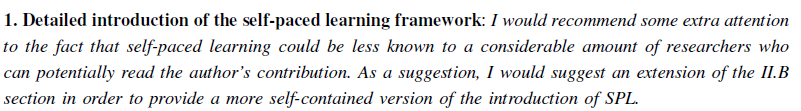 1. Detailed introduction of the self-paced learning framework: I would recommend some extra attention
to the fact that self-paced learning could be less known to a considerable amount of researchers who
can potentially read the author's contribution. As a suggestion, I would suggest an extension of the II.B
section in order to provide a more self-contained version of the introduction of SPL.